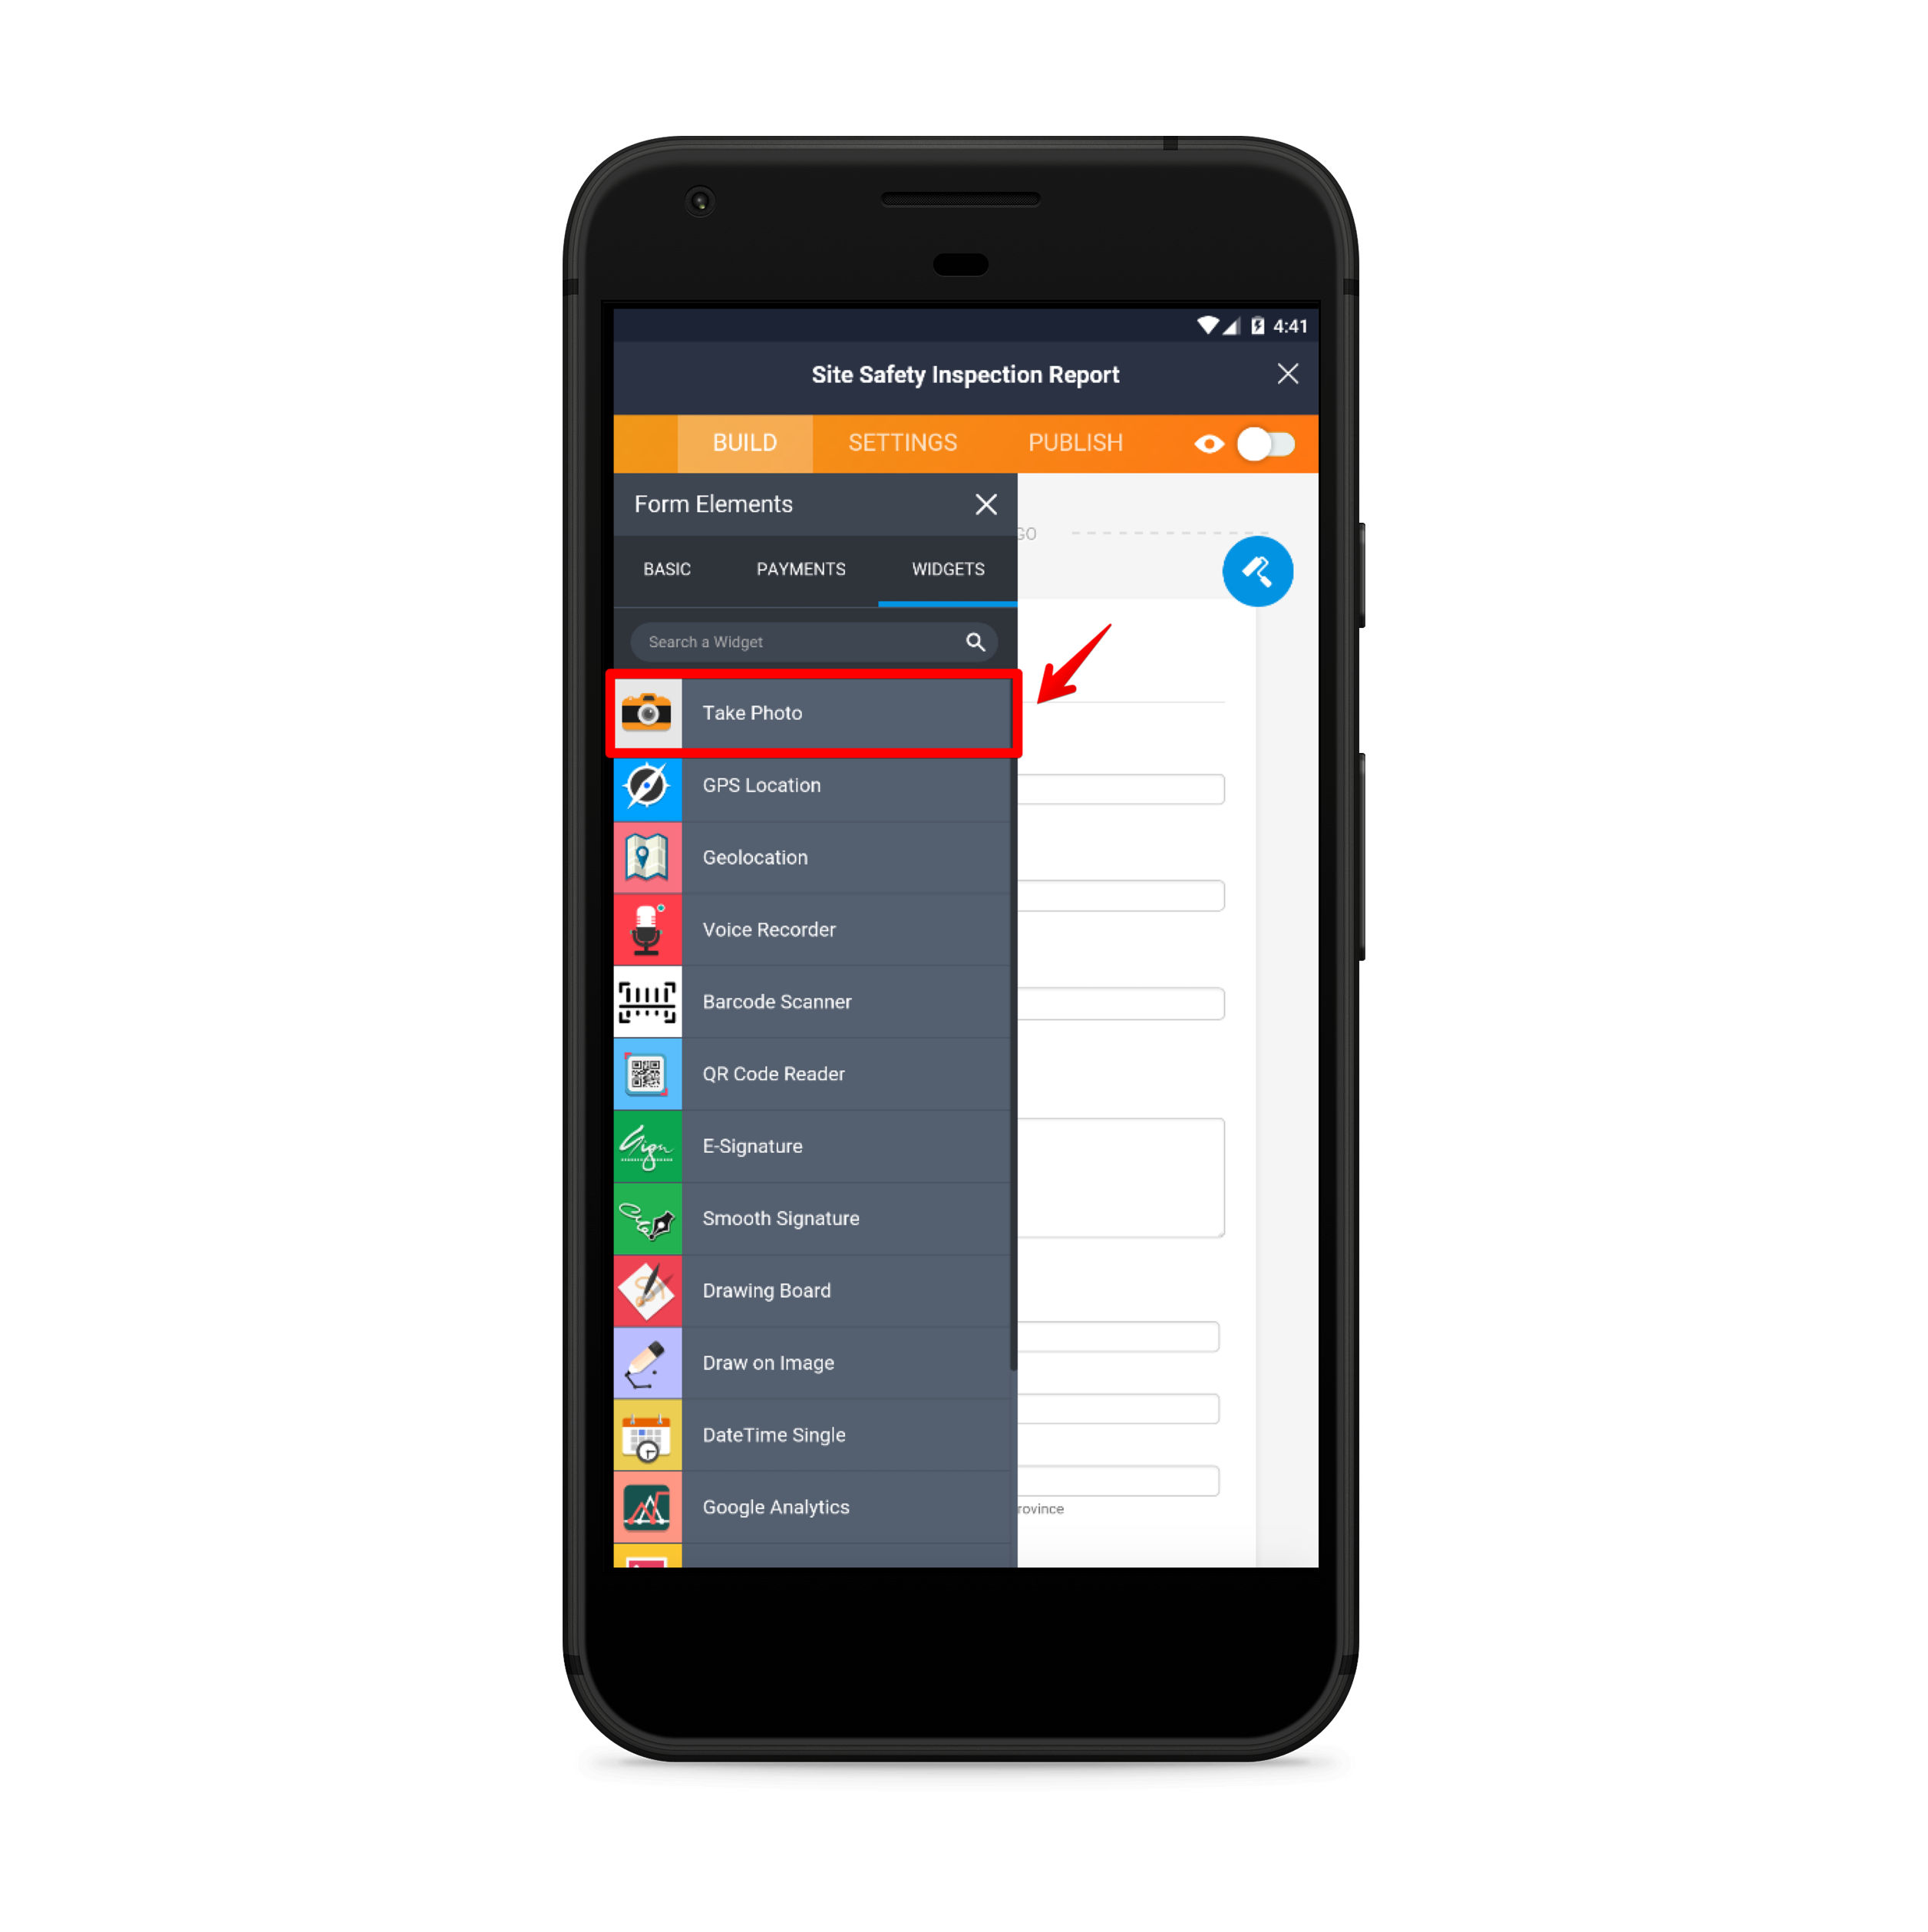 4:41
Site Safety Inspection Report
BUILD SETTINGS PUBLISH
Form Elements
GO
BASIC PAYMENTS WIDGETS
Search a Widget
Take Photo
GPS Location
Geolocation
Voice Recorder
Barcode Scanner
QR Code Reader
Sign
E-Signature
Smooth Signature
Drawing Board
Draw on Image
DateTime Single
Google Analytics
rovince